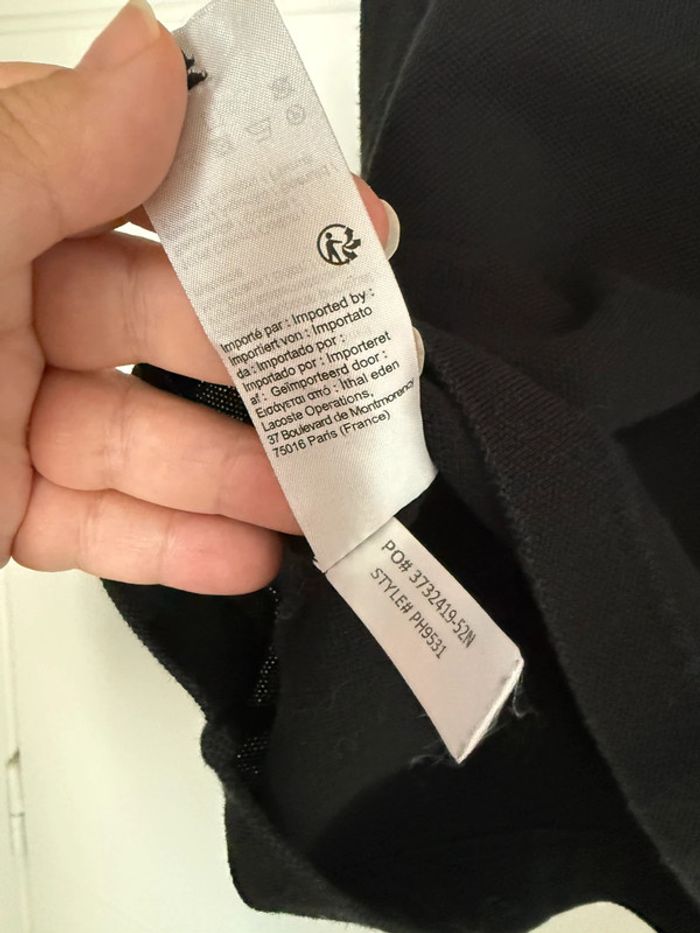 Importé par : Imported by :
Importiert von : Importato
da : Importado por :
Importado por : Importeret
af : Geïmporteerd door :
Εισάγεται από : İthal eden
Lacoste Operations,
37 Boulevard de Montmorency
75016 Paris (France)
PO# 3732419-52N
STYLE# PH9531